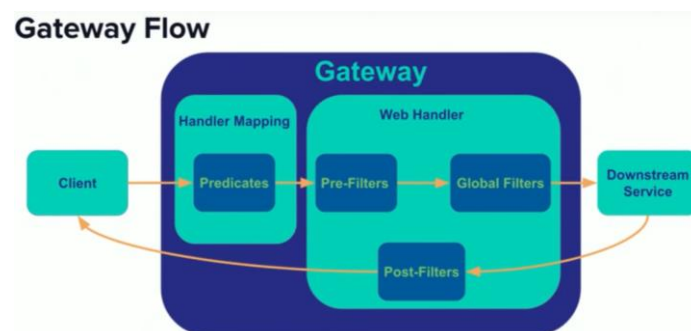 Gateway Flow
Gateway
Handler Mapping
Web Handler
Client
Predicates
Pre-Filters
Global Filters
Downstream
Service
Post-Filters